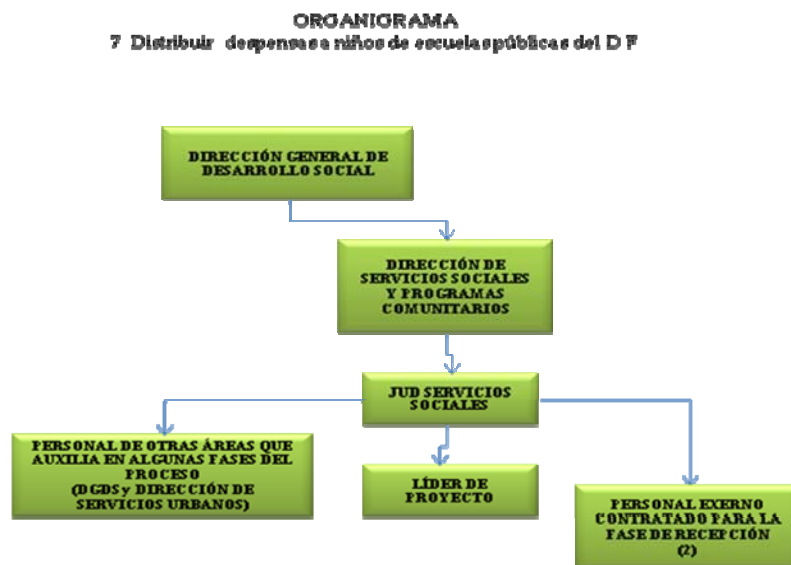 ORGANIGRAMA
7 Distribuir despensas a niños de escuelas públicas del D F
DIRECCIÓN GENERAL DE
DESARROLLO SOCIAL
DIRECCIÓN DE
SERVICIOS SOCIALES
Y PROGRAMAS
COMUNITARIOS
JUD SERVICIOS
SOCIALES
PERSONAL DE OTRAS ÁREAS QUE
AUXILIA EN ALGUNAS FASES DEL
PROCESO
(DGDS y DIRECCIÓN DE
SERVICIOS URBANOS)
LÍDER DE
PROYECTO
PERSONAL EXERNO
CONTRATADO PARA LA
FASE DE RECEPCIÓN
(2)